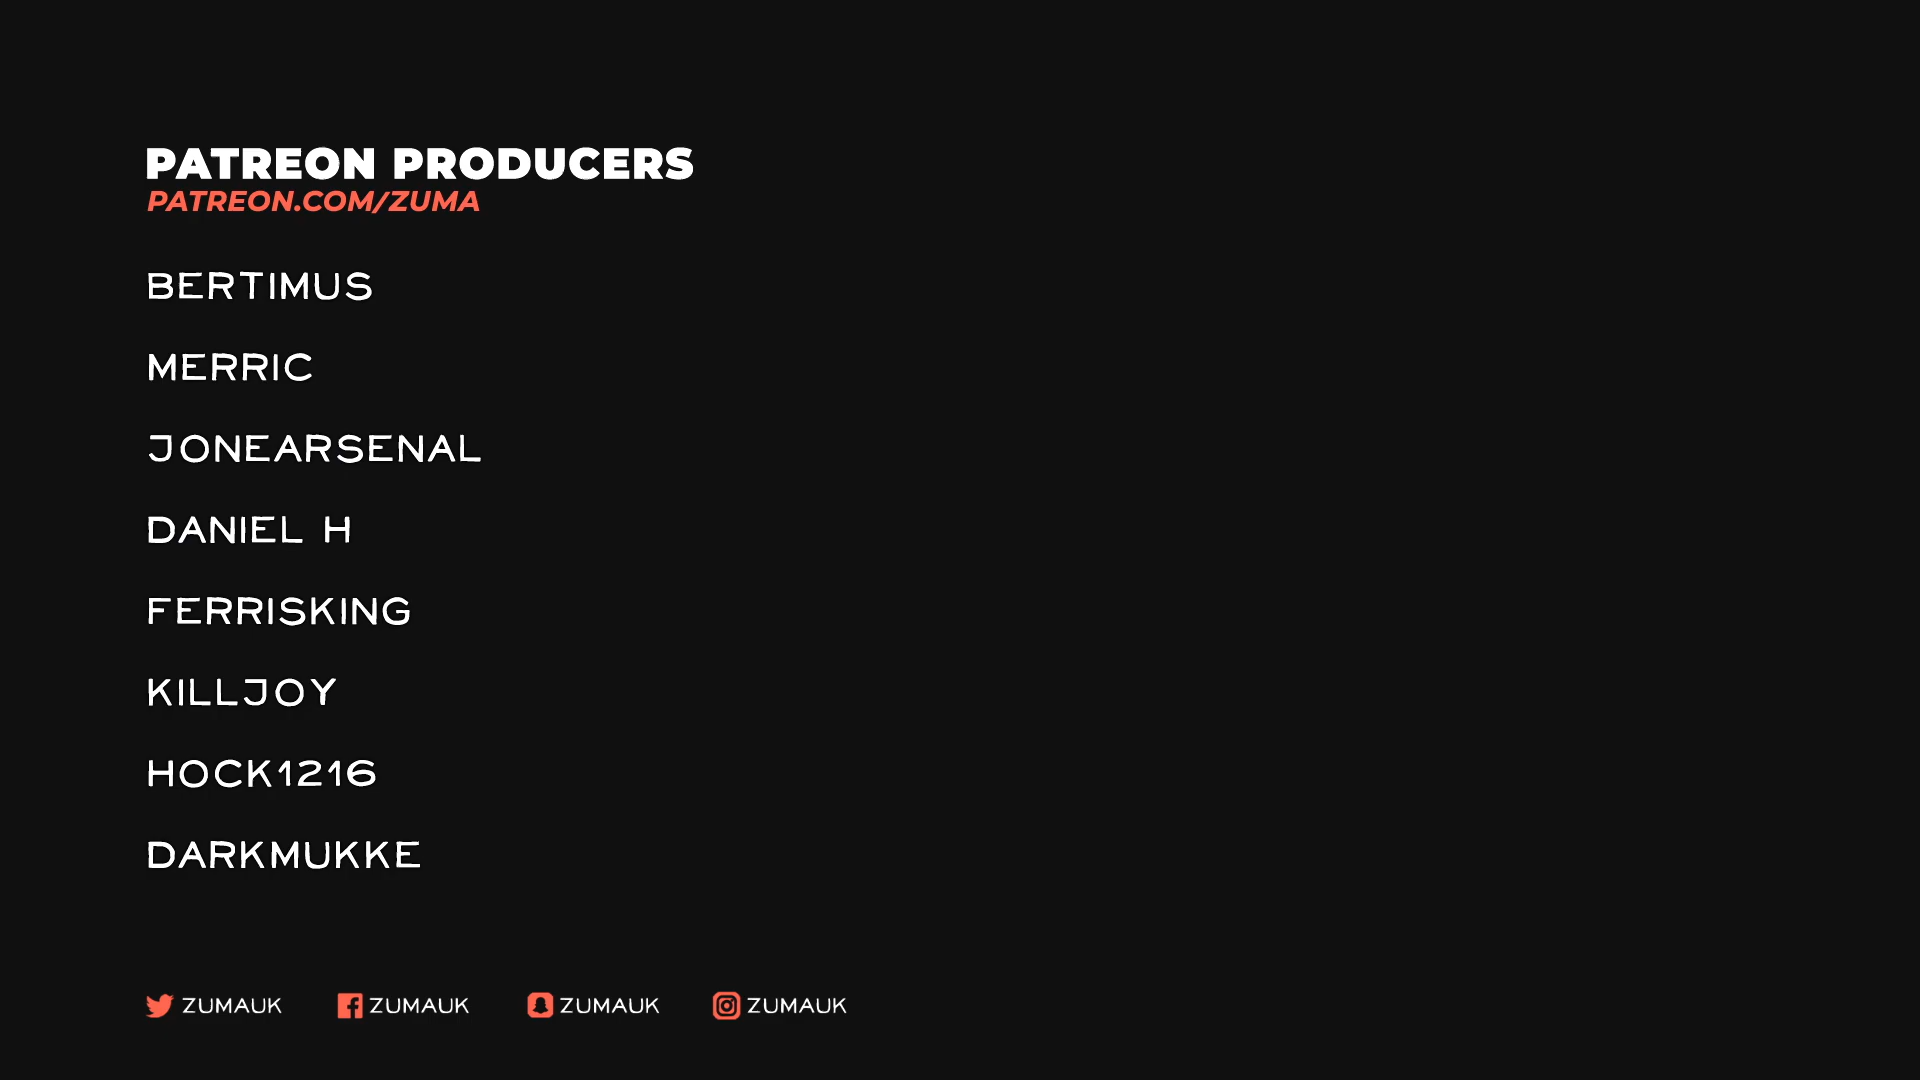 PATREON PRODUCERS
PATREON.COM/ZUMA
BERTIMUS
MERRIC
JONEARSENAL
DANIEL H
FERRISKING
KILLJOY
HOCK1216
DARKMUKKE
ZUMAUK ZUMAUK ZUMAUK ZUMAUK